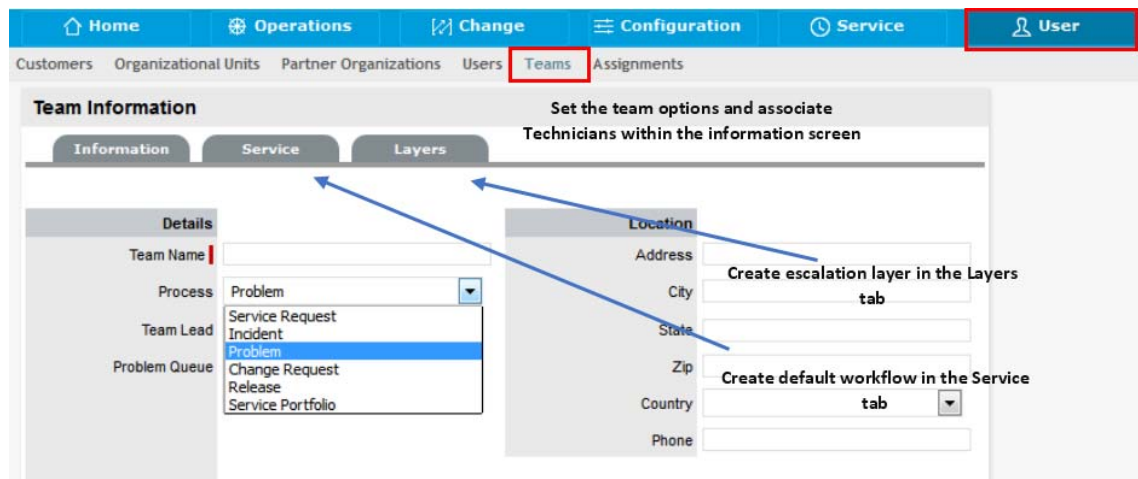 Home Operations Change Configuration Service User
Customers Organizational Units Partner Organizations Users Teams Assignments
Team Information
Set the team options and associate
Technicians within the information screen
Information Service Layers
Details
Team Name
Process Problem
Service Request
Incident
Problem
Change Request
Release
Service Portfolio
Team Lead
Problem Queue
Location
Address
City
State
Zip
Country
Phone
Create escalation layer in the Layers
tab
Create default workflow in the Service
tab